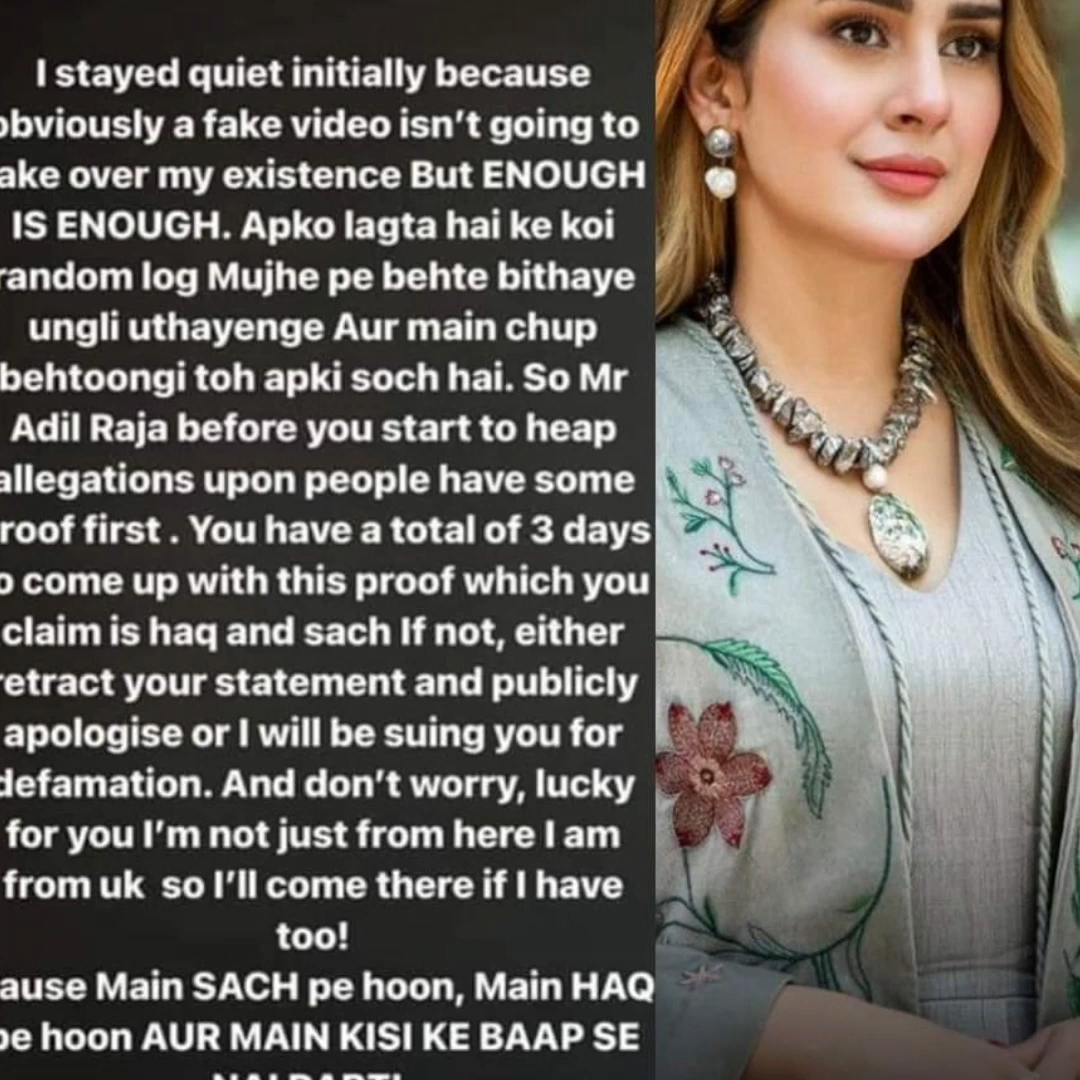 I stayed quiet initially because
obviously a fake video isn't going to
take over my existence But ENOUGH
IS ENOUGH. Apko lagta hai ke koi
random log Mujhe pe behte bithaye
ungli uthayenge Aur main chup
behtoongi toh apki soch hai. So Mr
Adil Raja before you start to heap
allegations upon people have some
proof first . You have a total of 3 days
to come up with this proof which you
claim is haq and sach If not, either
retract your statement and publicly
apologise or I will be suing you for
defamation. And don't worry, lucky
for you I'm not just from here I am
from uk so I'll come there if I have
too!
ause Main SACH pe hoon, Main HAQ
pe hoon AUR MAIN KISI KE BAAP SE